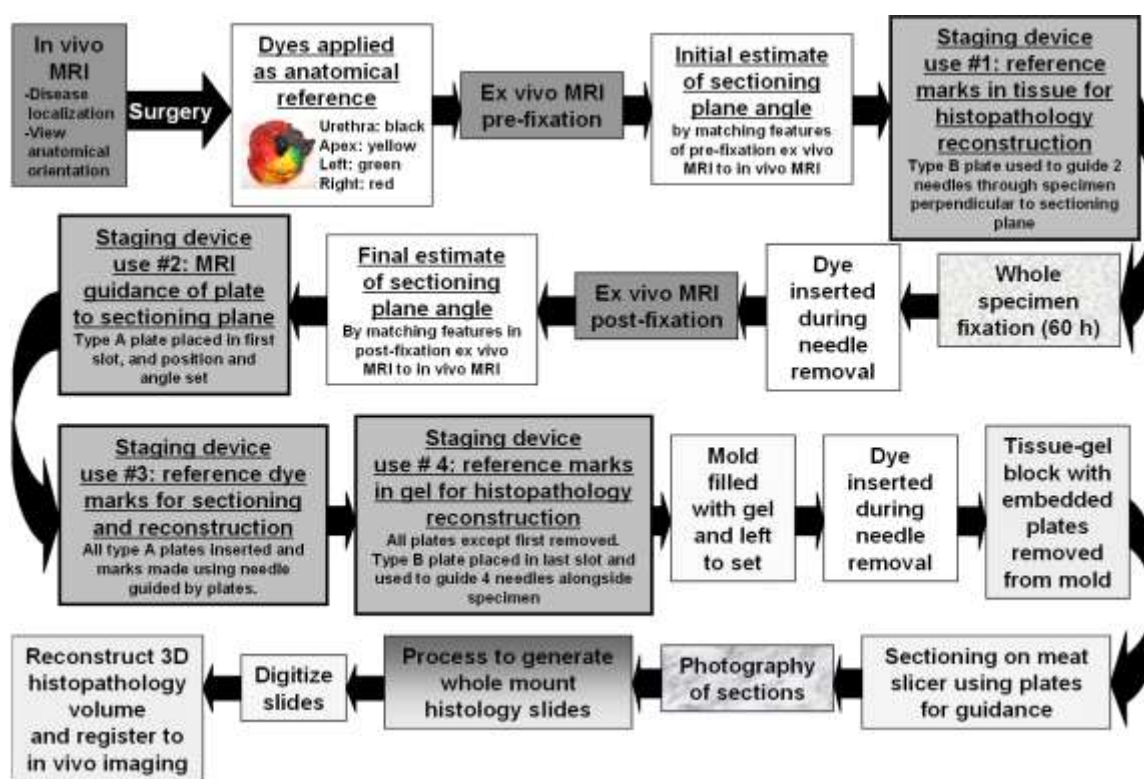 In vivo
MRI
-Disease
localization
-View
anatomical
orientation
Surgery
Dyes applied
as anatomical
reference
Urethra: black
Apex: yellow
Left: green
Right: red
Ex vivo MRI
pre-fixation
Initial estimate
of sectioning
plane angle
by matching features
of pre-fixation ex vivo
MRI to in vivo MRI
Staging device
use #1: reference
marks in tissue for
histopathology
reconstruction
Type B plate used to guide 2
needles through specimen
perpendicular to sectioning
plane
Whole
specimen
fixation (60 h)
Dye
inserted
during
needle
removal
Ex vivo MRI
post-fixation
Final estimate
of sectioning
plane angle
By matching features in
post-fixation ex vivo
MRI to in vivo MRI
Staging device
use #2: MRI
guidance of plate
to sectioning plane
Type A plate placed in first
slot, and position and
angle set
Staging device
use #3: reference dye
marks for sectioning
and reconstruction
All type A plates inserted and
marks made using needle
guided by plates.
Staging device
use # 4: reference marks
in gel for histopathology
reconstruction
All plates except first removed.
Type B plate placed in last slot and
used to guide 4 needles alongside
specimen
Mold
filled
with gel
and left
to set
Dye
inserted
during
needle
removal
Tissue-gel
block with
embedded
plates
removed
from mold
Sectioning on meat
slicer using plates
for guidance
Photography
of sections
Process to generate
whole mount
histology slides
Digitize
slides
Reconstruct 3D
histopathology
volume
and register to
in vivo imaging